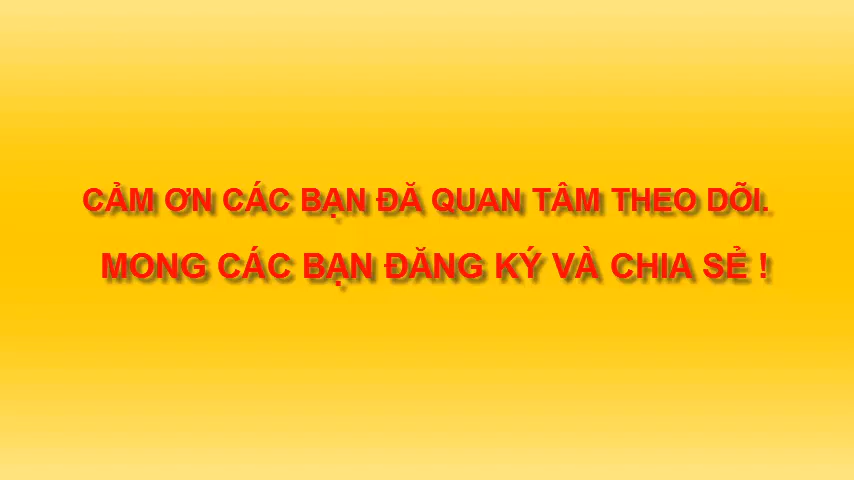 CẢM ƠN CÁC BẠN ĐÃ QUAN TÂM THEO DÕI.
MONG CÁC BẠN ĐĂNG KÝ VÀ CHIA SẺ !